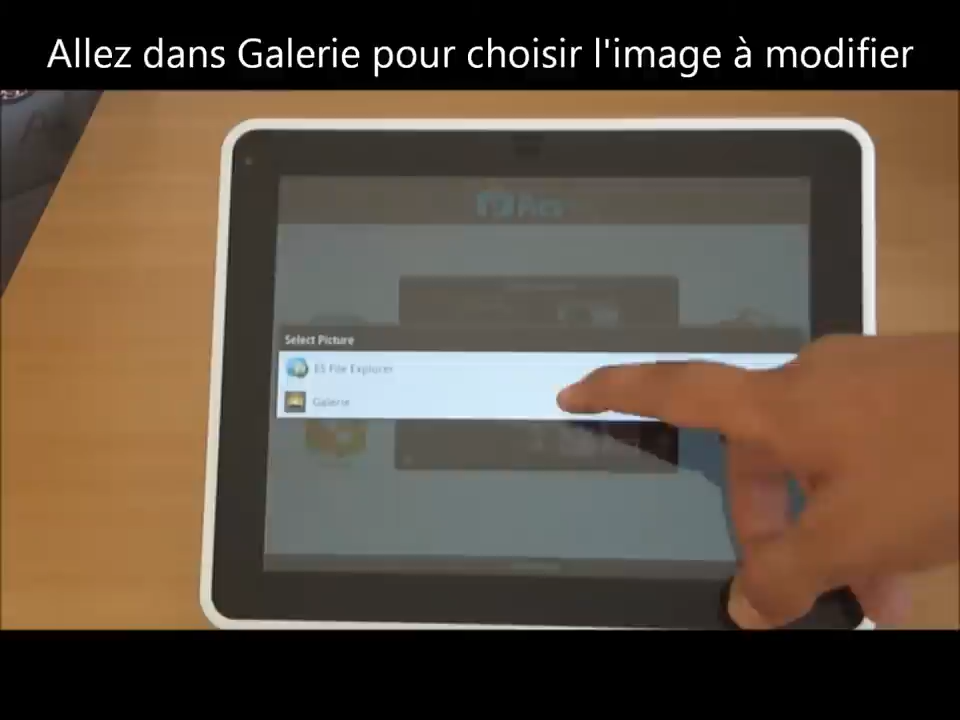 Allez dans Galerie pour choisir l'image à modifier
Select Picture
ES File Explorer
Galerie